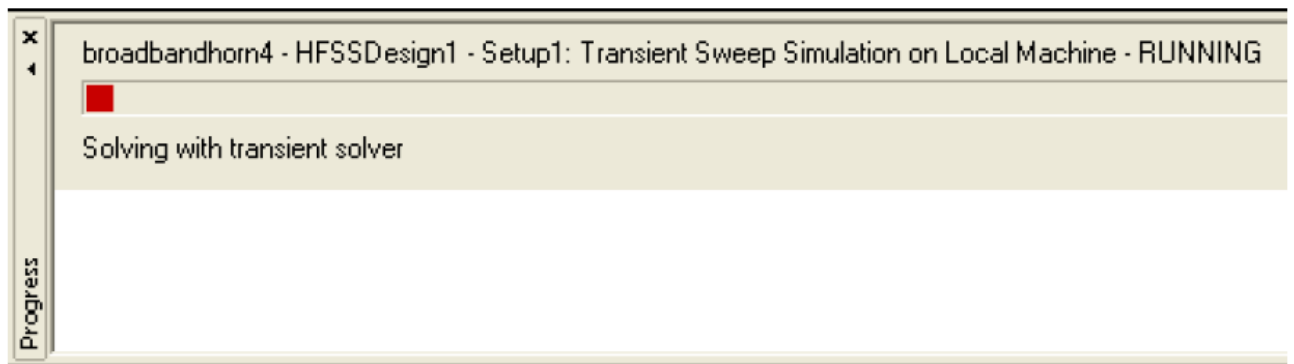 broadbandhorn4 - HFSSDesign1 - Setup1: Transient Sweep Simulation on Local Machine - RUNNING
Solving with transient solver
Progress